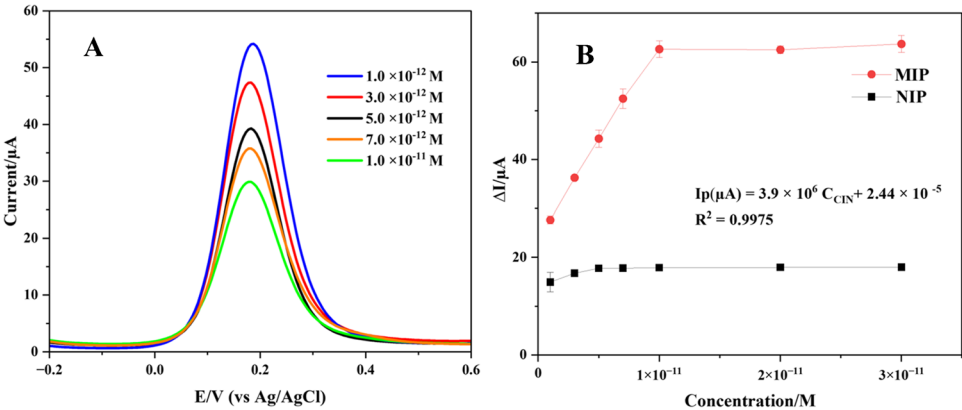 A
60
50
40
30
20
10
0
Current/μA
1.0 ×10⁻¹² M
3.0 ×10⁻¹² M
5.0 ×10⁻¹² M
7.0 ×10⁻¹² M
1.0 ×10⁻¹¹ M
−0.2 0.0 0.2 0.4 0.6
E/V (vs Ag/AgCl)
B
60
40
20
0
ΔI/μA
MIP
NIP
Ip(μA) = 3.9 × 10⁶ C_CIN+ 2.44 × 10 ⁻⁵
R² = 0.9975
0 1×10⁻¹¹ 2×10⁻¹¹ 3×10⁻¹¹
Concentration/M